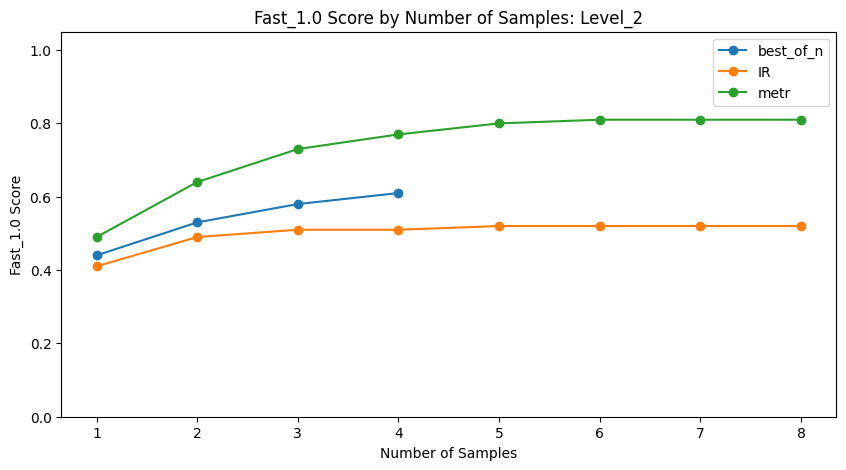 Fast_1.0 Score by Number of Samples: Level_2
best_of_n
IR
metr
Fast_1.0 Score
1.0
0.8
0.6
0.4
0.2
0.0
1 2 3 4 5 6 7 8
Number of Samples